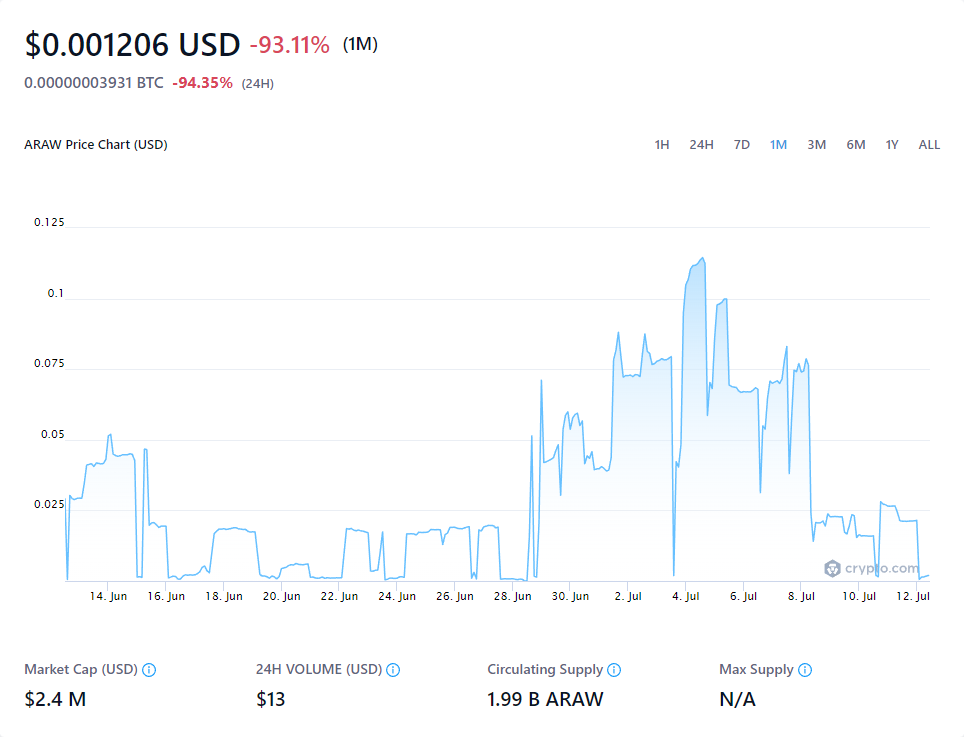 $0.001206 USD -93.11% (1M)
0.00000003931 BTC -94.35% (24H)
ARAW Price Chart (USD) 1H 24H 7D 1M 3M 6M 1Y ALL
0.125
0.1
0.075
0.05
0.025
crypto.com
14. Jun 16. Jun 18. Jun 20. Jun 22. Jun 24. Jun 26. Jun 28. Jun 30. Jun 2. Jul 4. Jul 6. Jul 8. Jul 10. Jul 12. Jul
Market Cap (USD) 24H VOLUME (USD) Circulating Supply Max Supply
$2.4 M $13 1.99 B ARAW N/A